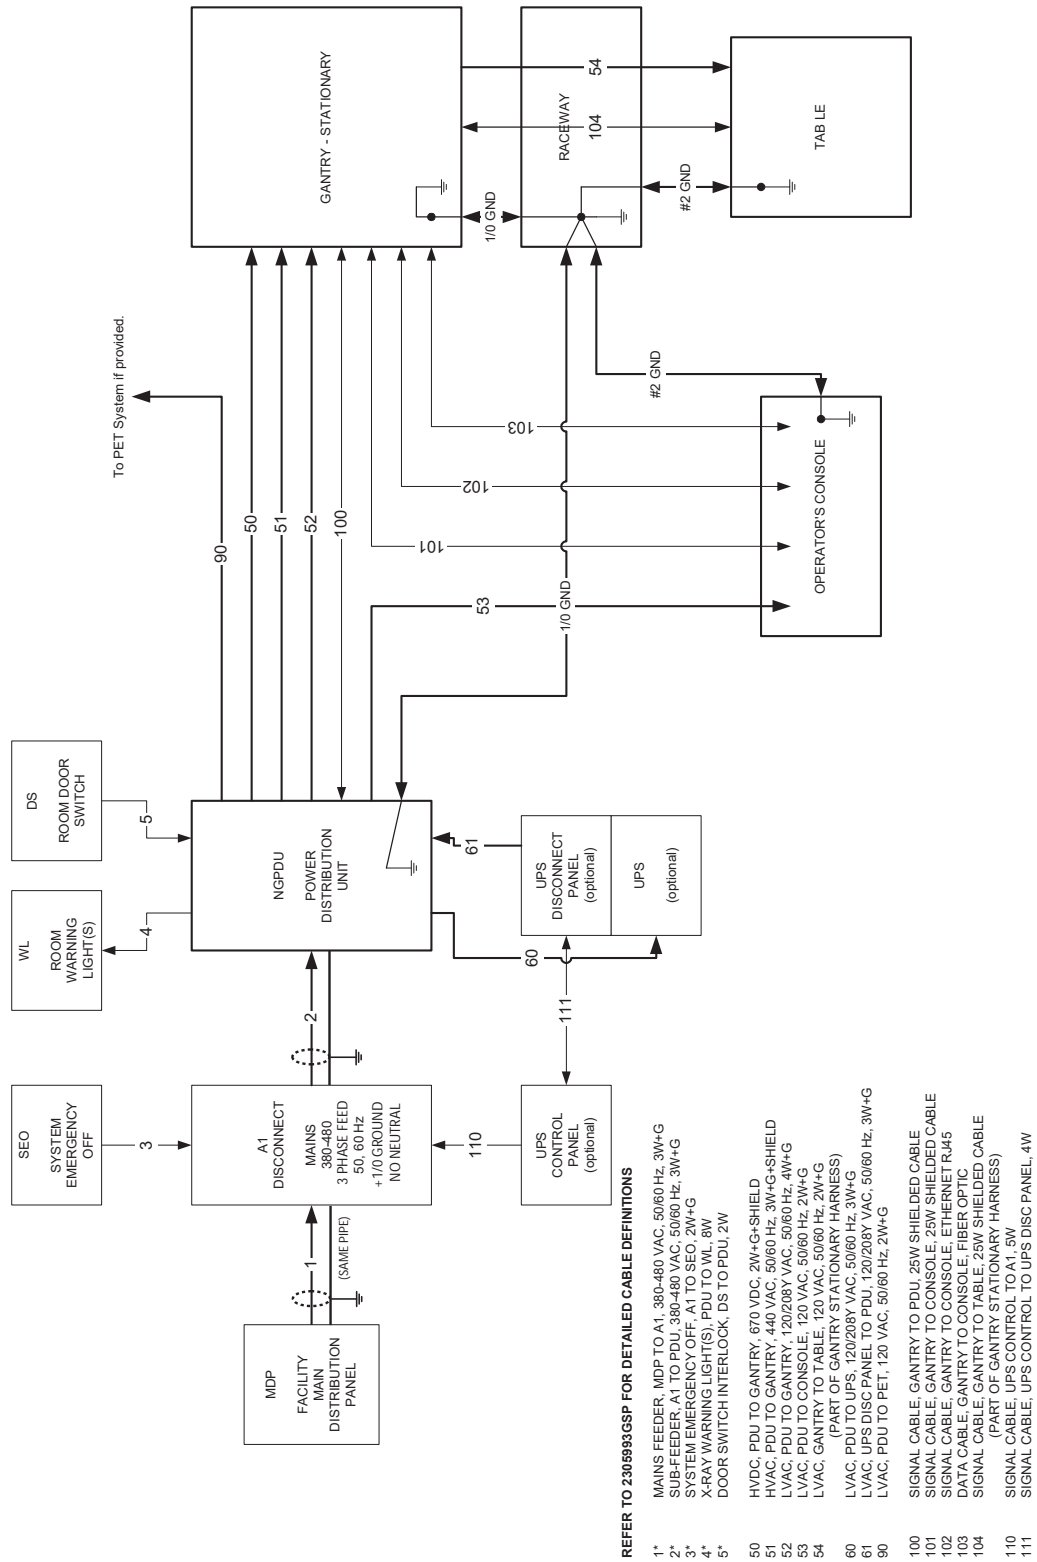 SEO
SYSTEM
EMERGENCY
OFF
WL
ROOM
WARNING
LIGHT(S)
DS
ROOM DOOR
SWITCH
3
4
5
MDP
FACILITY
MAIN
DISTRIBUTION
PANEL
1
(SAME PIPE)
A1
DISCONNECT
MAINS
380-480
3 PHASE FEED
50, 60 Hz
+1/0 GROUND
NO NEUTRAL
2
NGPDU
POWER
DISTRIBUTION
UNIT
90
To PET System if provided.
50
51
52
100
GANTRY - STATIONARY
110
60
61
UPS
CONTROL
PANEL
(optional)
111
UPS
DISCONNECT
PANEL
(optional)
UPS
(optional)
53
101
102
103
1/0 GND
#2 GND
1/0 GND
104
54
RACEWAY
#2 GND
OPERATOR'S CONSOLE
TAB LE
REFER TO 2305993GSP FOR DETAILED CABLE DEFINITIONS
1* MAINS FEEDER, MDP TO A1, 380-480 VAC, 50/60 Hz, 3W+G
2* SUB-FEEDER, A1 TO PDU, 380-480 VAC, 50/60 Hz, 3W+G
3* SYSTEM EMERGENCY OFF, A1 TO SEO, 2W+G
4* X-RAY WARNING LIGHT(S), PDU TO WL, 8W
5* DOOR SWITCH INTERLOCK, DS TO PDU, 2W
50 HVDC, PDU TO GANTRY, 670 VDC, 2W+G+SHIELD
51 HVAC, PDU TO GANTRY, 440 VAC, 50/60 Hz, 3W+G+SHIELD
52 LVAC, PDU TO GANTRY, 120/208Y VAC, 50/60 Hz, 4W+G
53 LVAC, PDU TO CONSOLE, 120 VAC, 50/60 Hz, 2W+G
54 LVAC, GANTRY TO TABLE, 120 VAC, 50/60 Hz, 2W+G
(PART OF GANTRY STATIONARY HARNESS)
60 LVAC, PDU TO UPS, 120/208Y VAC, 50/60 Hz, 3W+G
61 LVAC, UPS DISC PANEL TO PDU, 120/208Y VAC, 50/60 Hz, 3W+G
90 LVAC, PDU TO PET, 120 VAC, 50/60 Hz, 2W+G
100 SIGNAL CABLE, GANTRY TO PDU, 25W SHIELDED CABLE
101 SIGNAL CABLE, GANTRY TO CONSOLE, 25W SHIELDED CABLE
102 SIGNAL CABLE, GANTRY TO CONSOLE, ETHERNET RJ45
103 DATA CABLE, GANTRY TO CONSOLE, FIBER OPTIC
104 SIGNAL CABLE, GANTRY TO TABLE, 25W SHIELDED CABLE
(PART OF GANTRY STATIONARY HARNESS)
110 SIGNAL CABLE, UPS CONTROL TO A1, 5W
111 SIGNAL CABLE, UPS CONTROL TO UPS DISC PANEL, 4W